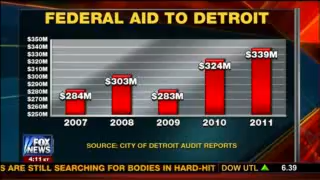 FEDERAL AID TO DETROIT
$350M
$340M
$330M
$320M
$310M
$300M
$290M
$280M
$270M
$260M
$250M
$284M
$303M
$283M
$324M
$339M
2007 2008 2009 2010 2011
SOURCE: CITY OF DETROIT AUDIT REPORTS
FOX
NEWS
4:11 ET
S ARE STILL SEARCHING FOR BODIES IN HARD-HIT DOW UTL 6.39